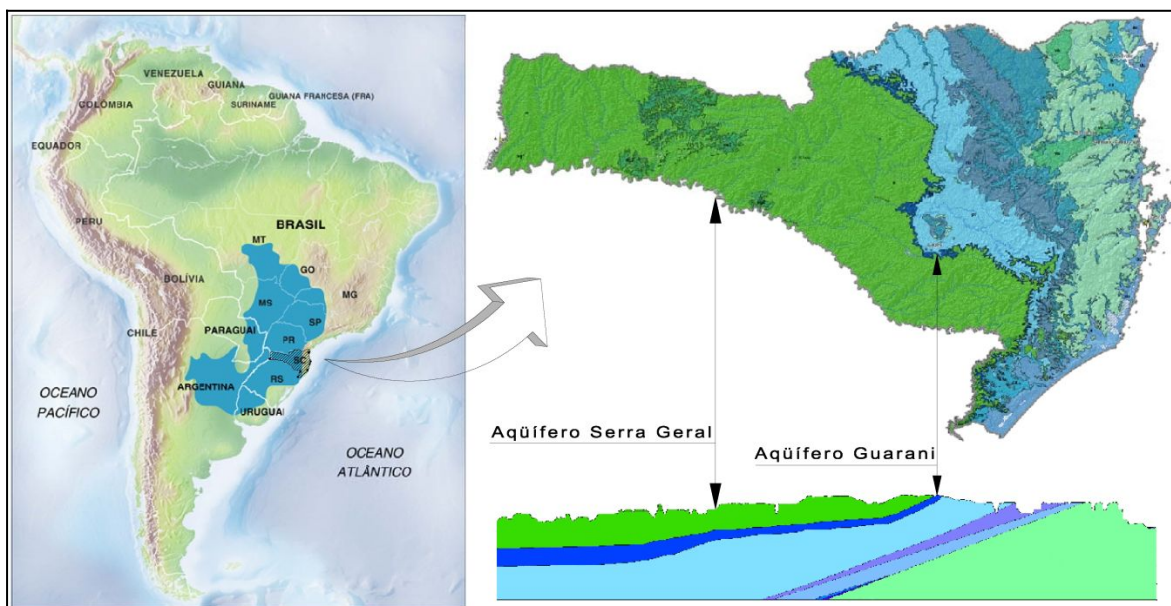 VENEZUELA
GUIANA
GUIANA FRANCESA (FRA)
SURINAME
COLÔMBIA
EQUADOR
PERU
BRASIL
MT
GO
BOLÍVIA
MS
MG
SP
PARAGUAI
CHILE
PR
SC
ARGENTINA
RS
URUGUAI
OCEANO
PACÍFICO
OCEANO
ATLÂNTICO
Aqüífero Serra Geral
Aqüífero Guarani